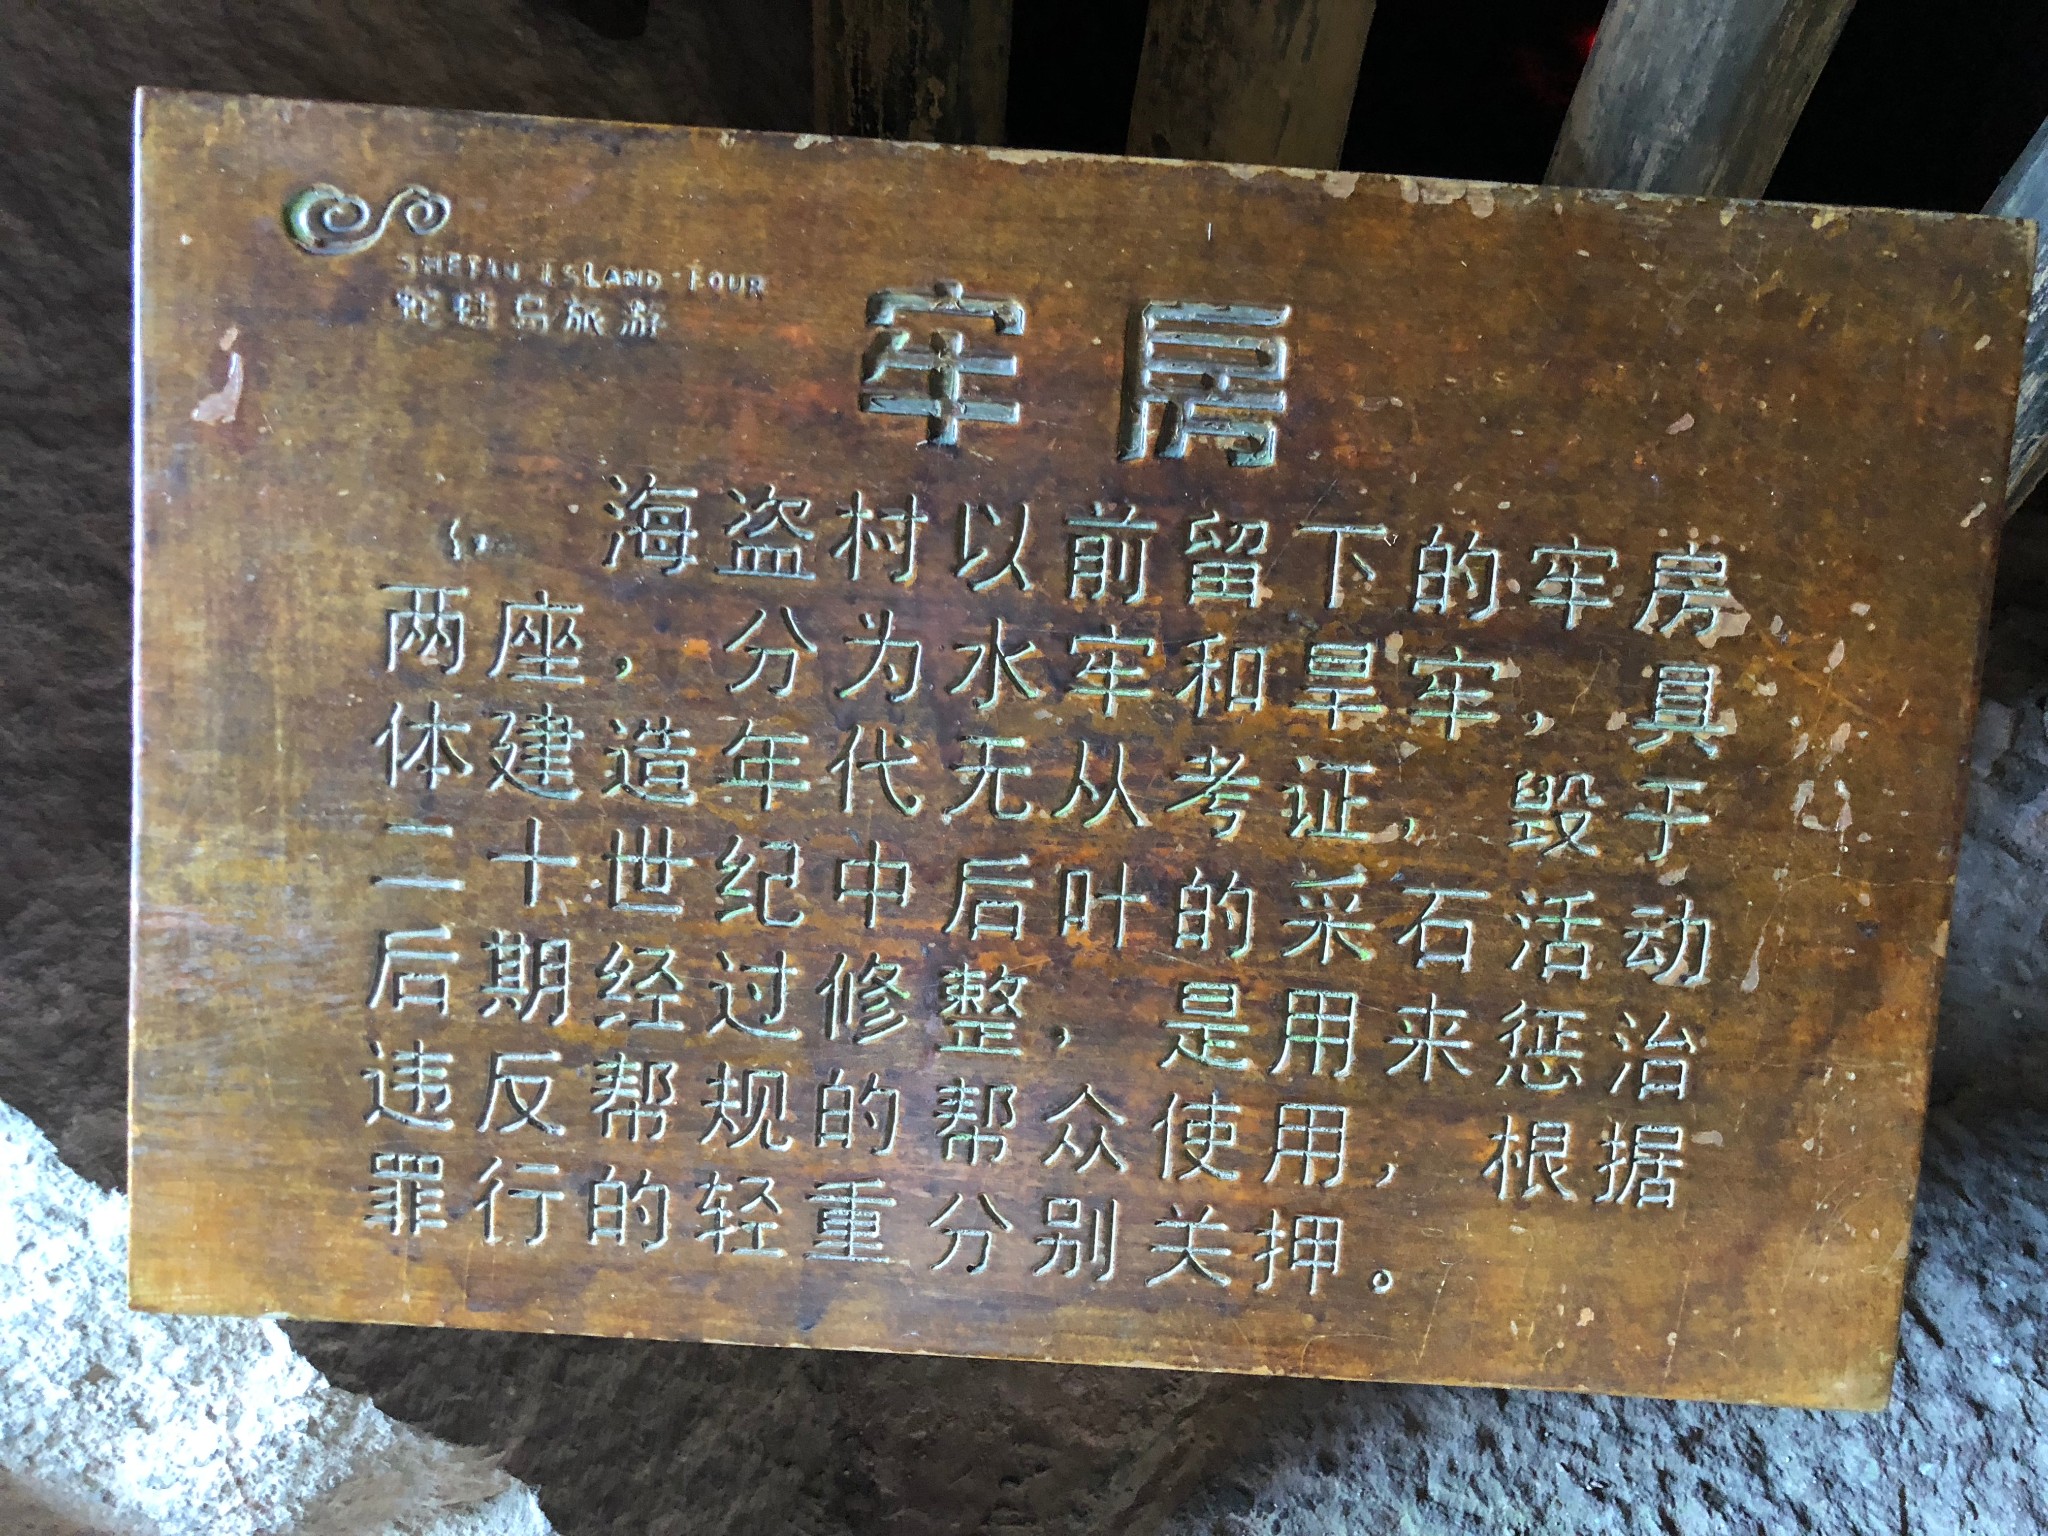 SHETAN ISLAND TOUR
蛇蟠岛旅游
牢房
海盗村以前留下的牢房
两座，分为水牢和旱牢，具
体建造年代无从考证，毁于
二十世纪中后叶的采石活动
后期经过修整，是用来惩治
违反帮规的帮众使用，根据
罪行的轻重分别关押。